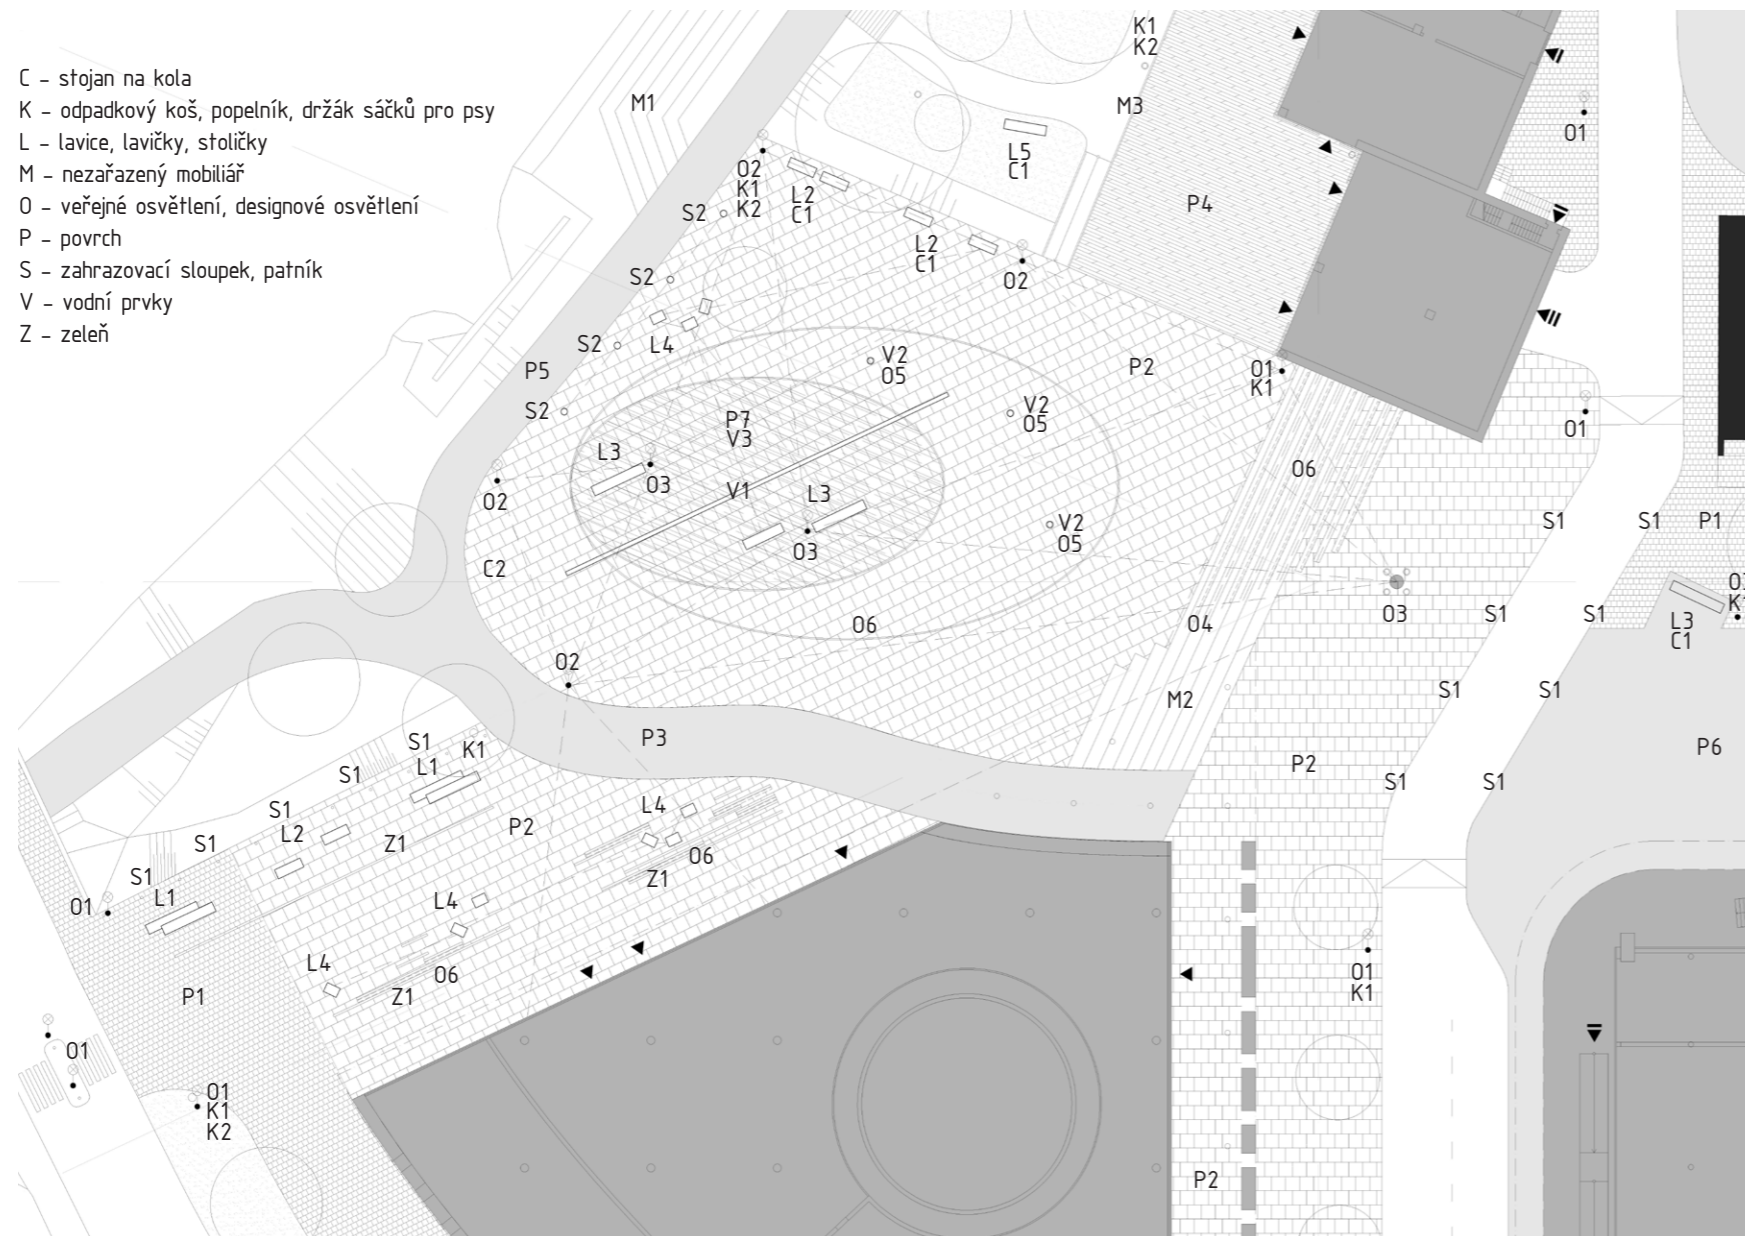 C – stojan na kola
K – odpadkový koš, popelník, držák sáčků pro psy
L – lavice, lavičky, stoličky
M – nezařazený mobiliář
O – veřejné osvětlení, designové osvětlení
P – povrch
S – zahrazovací sloupek, patník
V – vodní prvky
Z – zeleň
K1
K2
M1
M3
O1
L5
C1
O2
K1
K2
L2
C1
P4
S2
L2
C1
O2
S2
S2
L4
V2
O5
P2
P5
O1
K1
S2
P7
V3
V2
O5
O1
L3
O6
O3
V1
L3
O2
S1
S1
P1
V2
O5
O3
C2
O3
K1
O6
O4
O3
S1
S1
L3
C1
O2
M2
S1
S1
P3
S1
K1
P6
S1
L1
P2
S1
S1
S1
L4
L2
P2
S1
Z1
O6
S1
Z1
L1
L4
O1
L4
O6
O1
K1
P1
Z1
O1
O1
K1
K2
P2